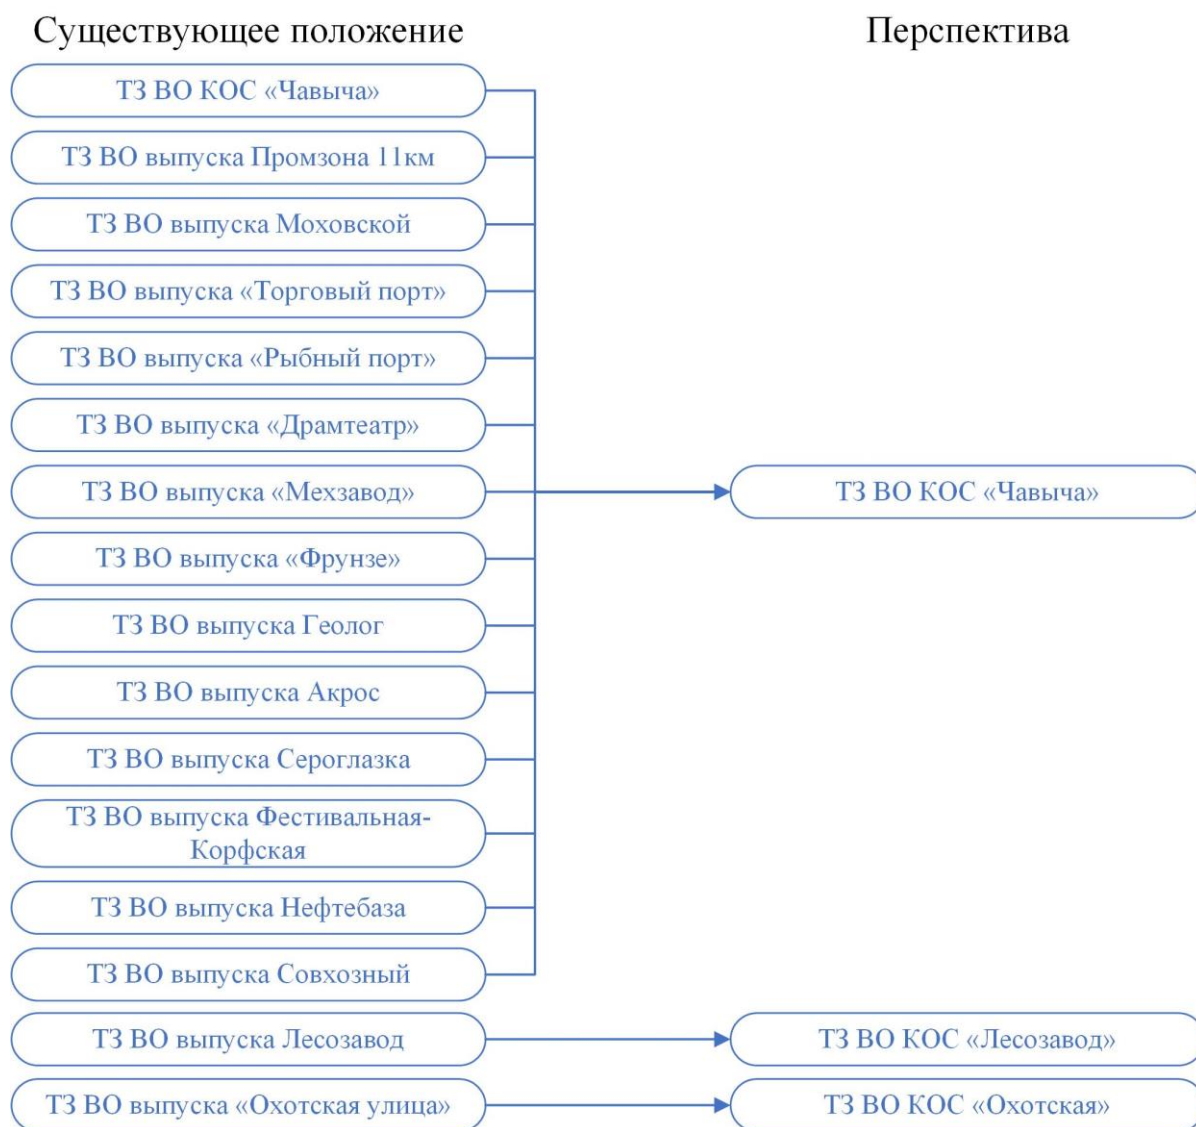 Существующее положение
Перспектива
ТЗ ВО КОС «Чавыча»
ТЗ ВО выпуска Промзона 11км
ТЗ ВО выпуска Моховской
ТЗ ВО выпуска «Торговый порт»
ТЗ ВО выпуска «Рыбный порт»
ТЗ ВО выпуска «Драмтеатр»
ТЗ ВО выпуска «Мехзавод»
ТЗ ВО КОС «Чавыча»
ТЗ ВО выпуска «Фрунзе»
ТЗ ВО выпуска Геолог
ТЗ ВО выпуска Акрос
ТЗ ВО выпуска Сероглазка
ТЗ ВО выпуска Фестивальная-
Корфская
ТЗ ВО выпуска Нефтебаза
ТЗ ВО выпуска Совхозный
ТЗ ВО выпуска Лесозавод
ТЗ ВО КОС «Лесозавод»
ТЗ ВО выпуска «Охотская улица»
ТЗ ВО КОС «Охотская»